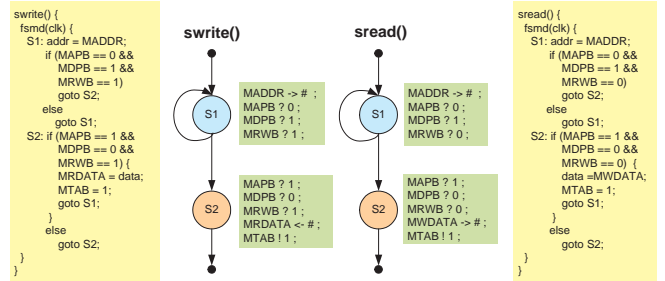 swrite() {
fsmd(clk) {
S1: addr = MADDR;
if (MAPB == 0 &&
MDPB == 1 &&
MRWB == 1)
goto S2;
else
goto S1;
S2: if (MAPB == 1 &&
MDPB == 0 &&
MRWB == 1) {
MRDATA = data;
MTAB = 1;
goto S1;
}
else
goto S2;
}
}
swrite()
S1
MADDR -> # ;
MAPB ? 0 ;
MDPB ? 1 ;
MRWB ? 1 ;
S2
MAPB ? 1 ;
MDPB ? 0 ;
MRWB ? 1 ;
MRDATA <- # ;
MTAB ! 1 ;
sread()
S1
MADDR -> # ;
MAPB ? 0 ;
MDPB ? 1 ;
MRWB ? 0 ;
S2
MAPB ? 1 ;
MDPB ? 0 ;
MRWB ? 0 ;
MWDATA -> # ;
MTAB ! 1 ;
sread() {
fsmd(clk) {
S1: addr = MADDR;
if (MAPB == 0 &&
MDPB == 1 &&
MRWB == 0)
goto S2;
else
goto S1;
S2: if (MAPB == 1 &&
MDPB == 0 &&
MRWB == 0) {
data =MWDATA;
MTAB = 1;
goto S1;
}
else
goto S2;
}
}